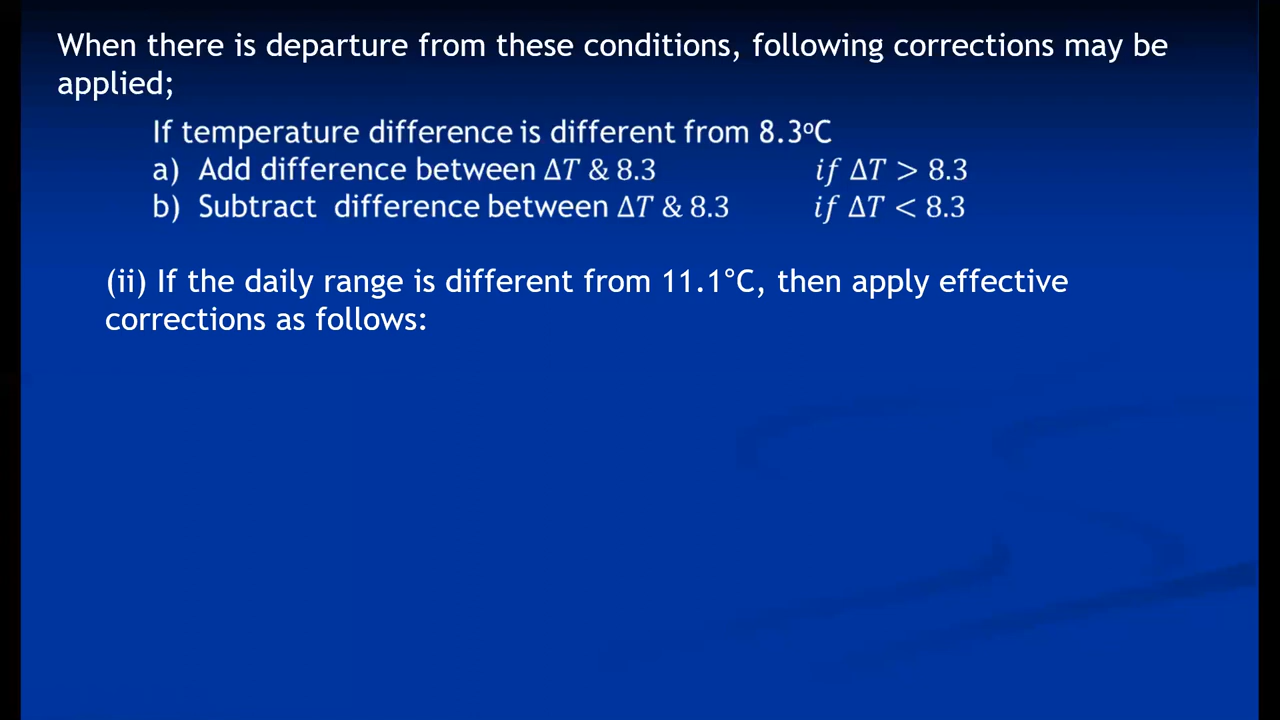 When there is departure from these conditions, following corrections may be
applied;
If temperature difference is different from 8.3°C
a) Add difference between ΔT & 8.3 if ΔT > 8.3
b) Subtract difference between ΔT & 8.3 if ΔT < 8.3
(ii) If the daily range is different from 11.1°C, then apply effective
corrections as follows: